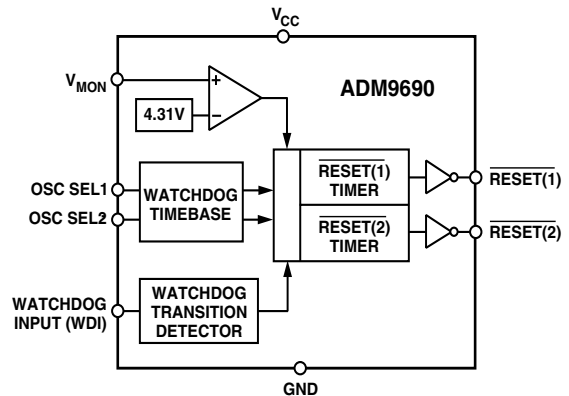 VCC
VMON
ADM9690
4.31V
+
–
RESET(1)
TIMER
RESET(1)
OSC SEL1
OSC SEL2
WATCHDOG
TIMEBASE
RESET(2)
TIMER
RESET(2)
WATCHDOG
INPUT (WDI)
WATCHDOG
TRANSITION
DETECTOR
GND